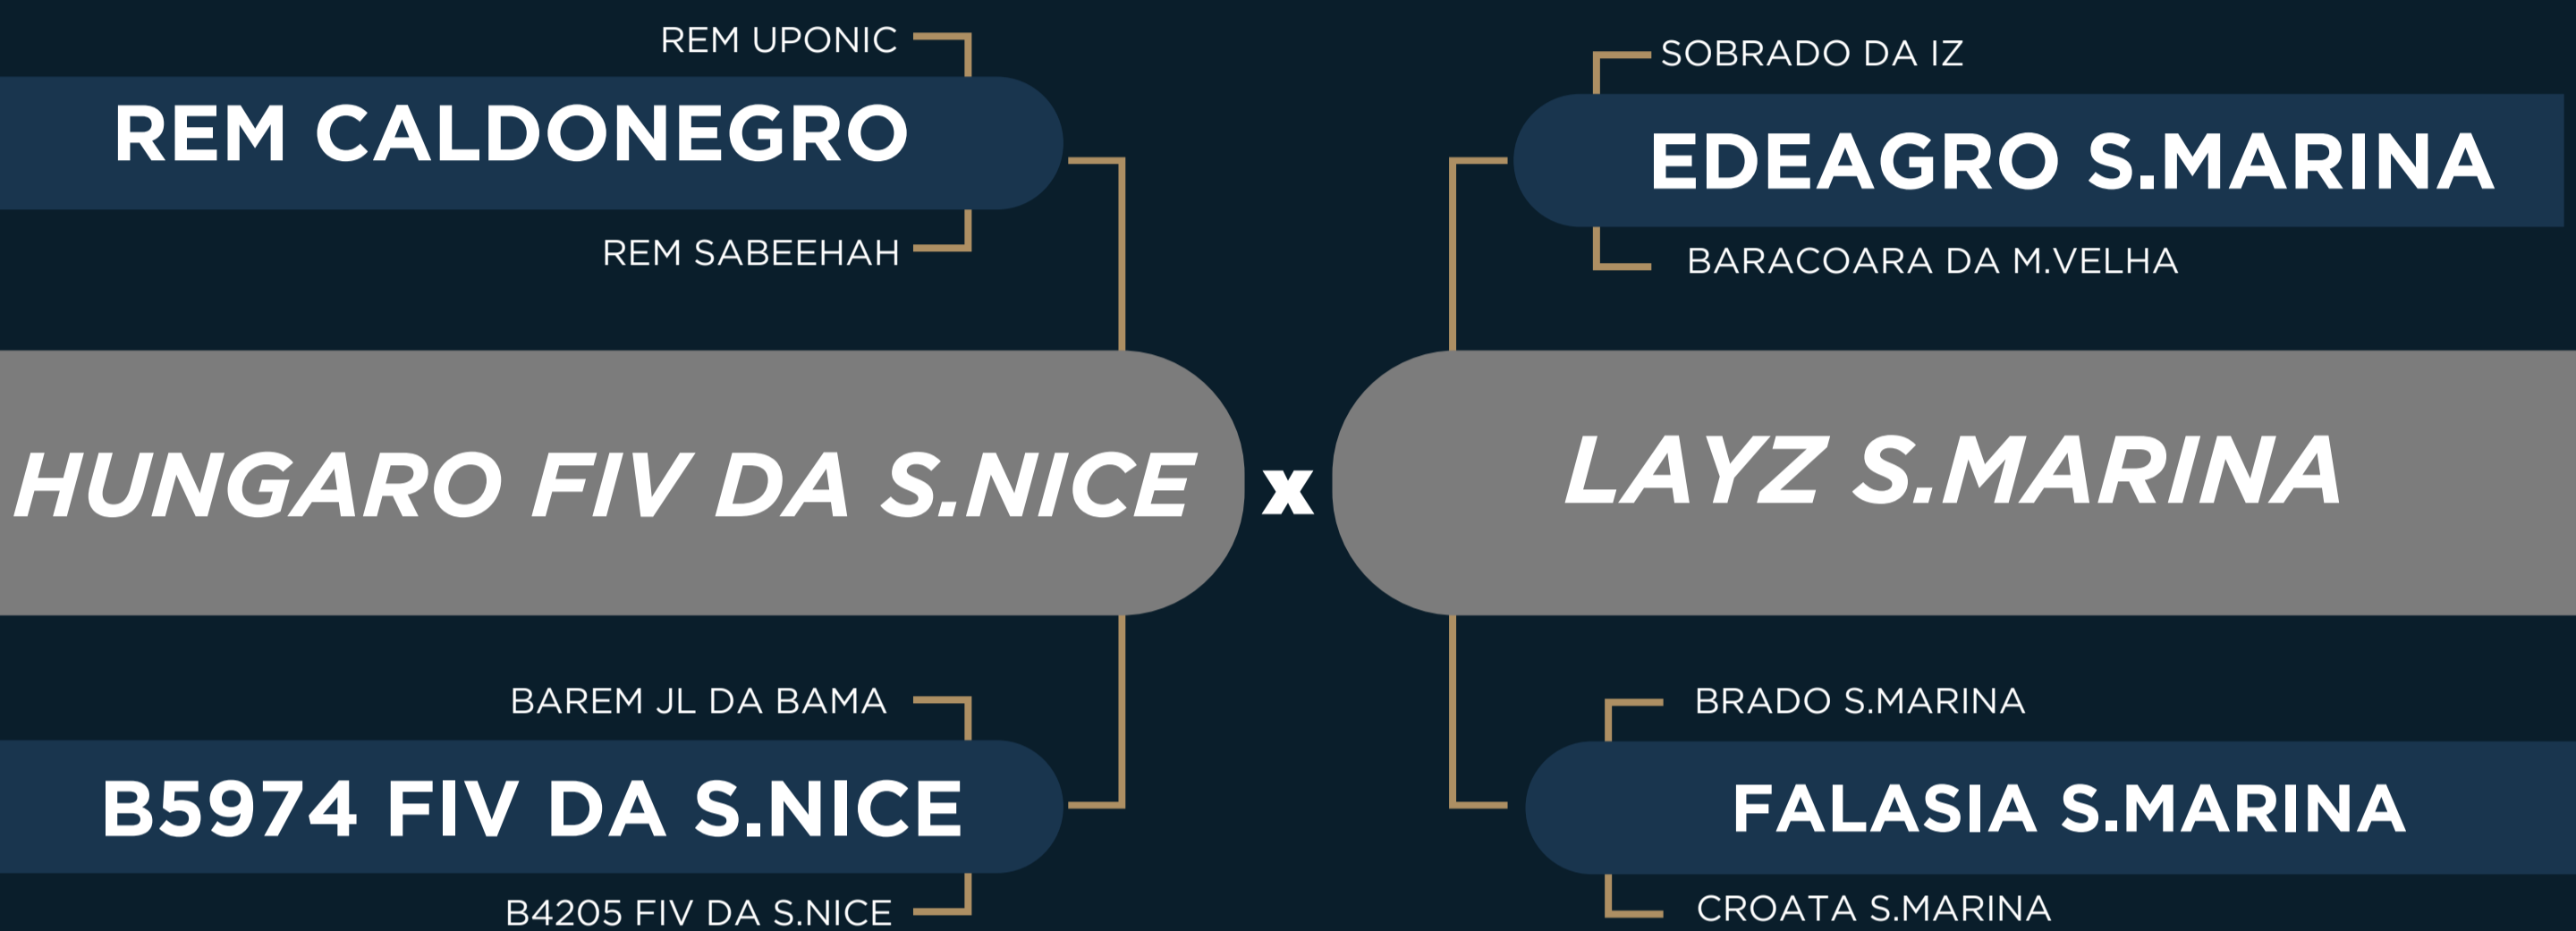 REM UPONIC
REM CALDONEGRO
REM SABEEHAH
SOBRADO DA IZ
EDEAGRO S.MARINA
BARACOARA DA M.VELHA
HUNGARO FIV DA S.NICE x LAYZ S.MARINA
BAREM JL DA BAMA
B5974 FIV DA S.NICE
B4205 FIV DA S.NICE
BRADO S.MARINA
FALASIA S.MARINA
CROATA S.MARINA